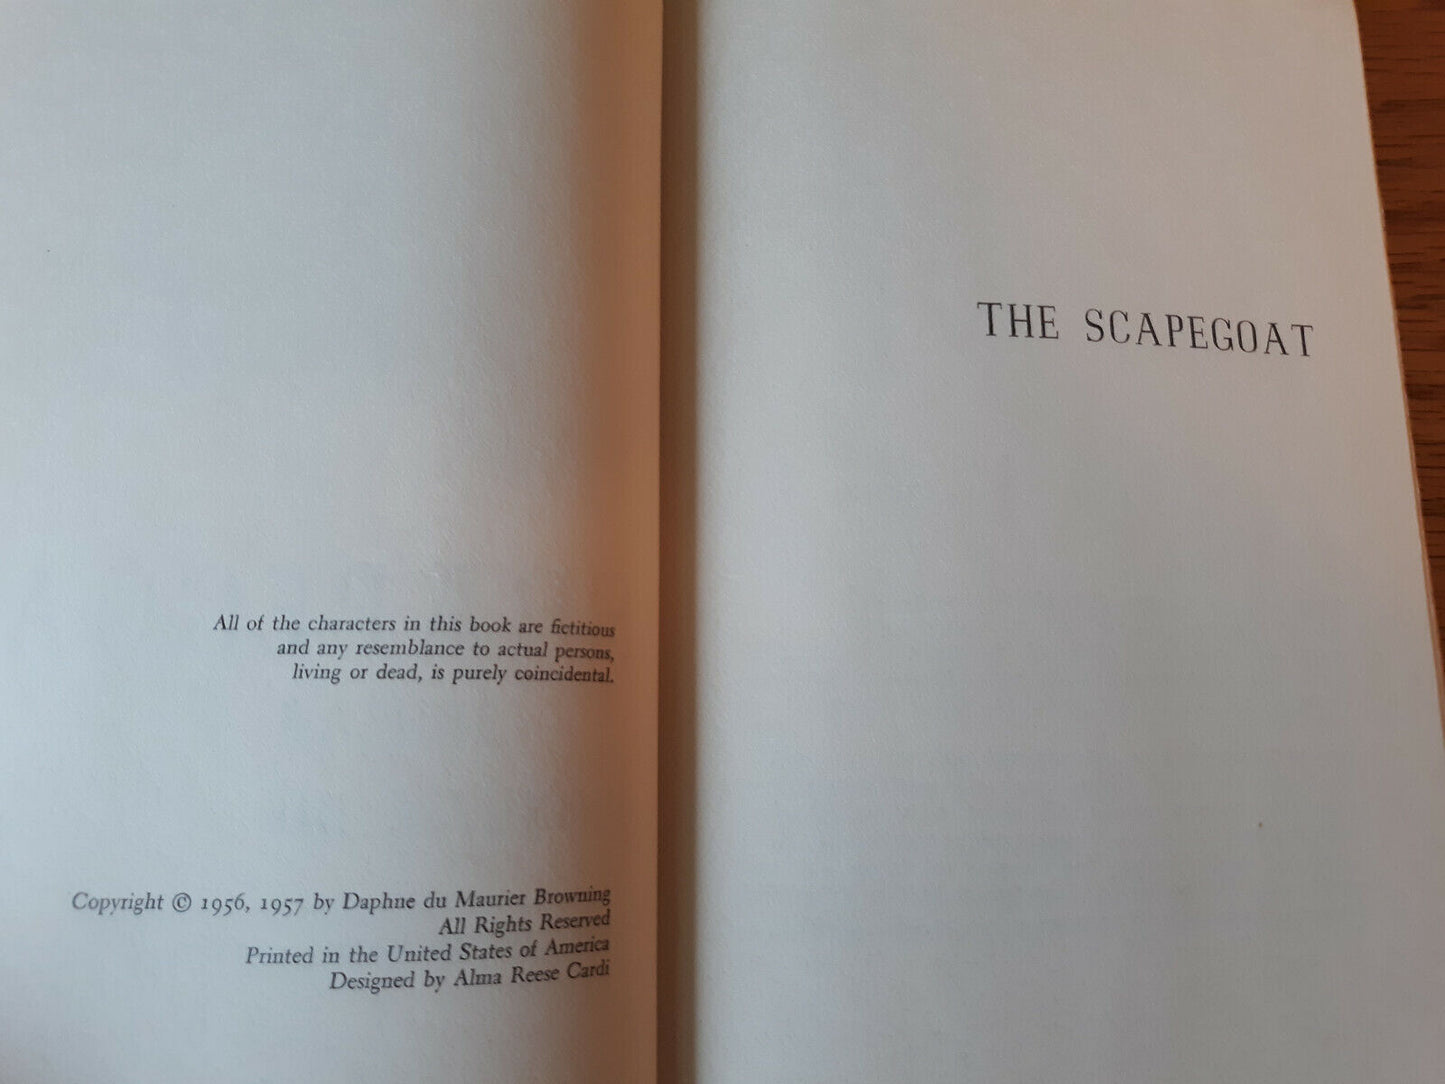 All of the characters in this book are fictitious
and any resemblance to actual persons,
living or dead, is purely coincidental.
Copyright © 1956, 1957 by Daphne du Maurier Browning
All Rights Reserved
Printed in the United States of America
Designed by Alma Reese Cardi
THE SCAPEGOAT